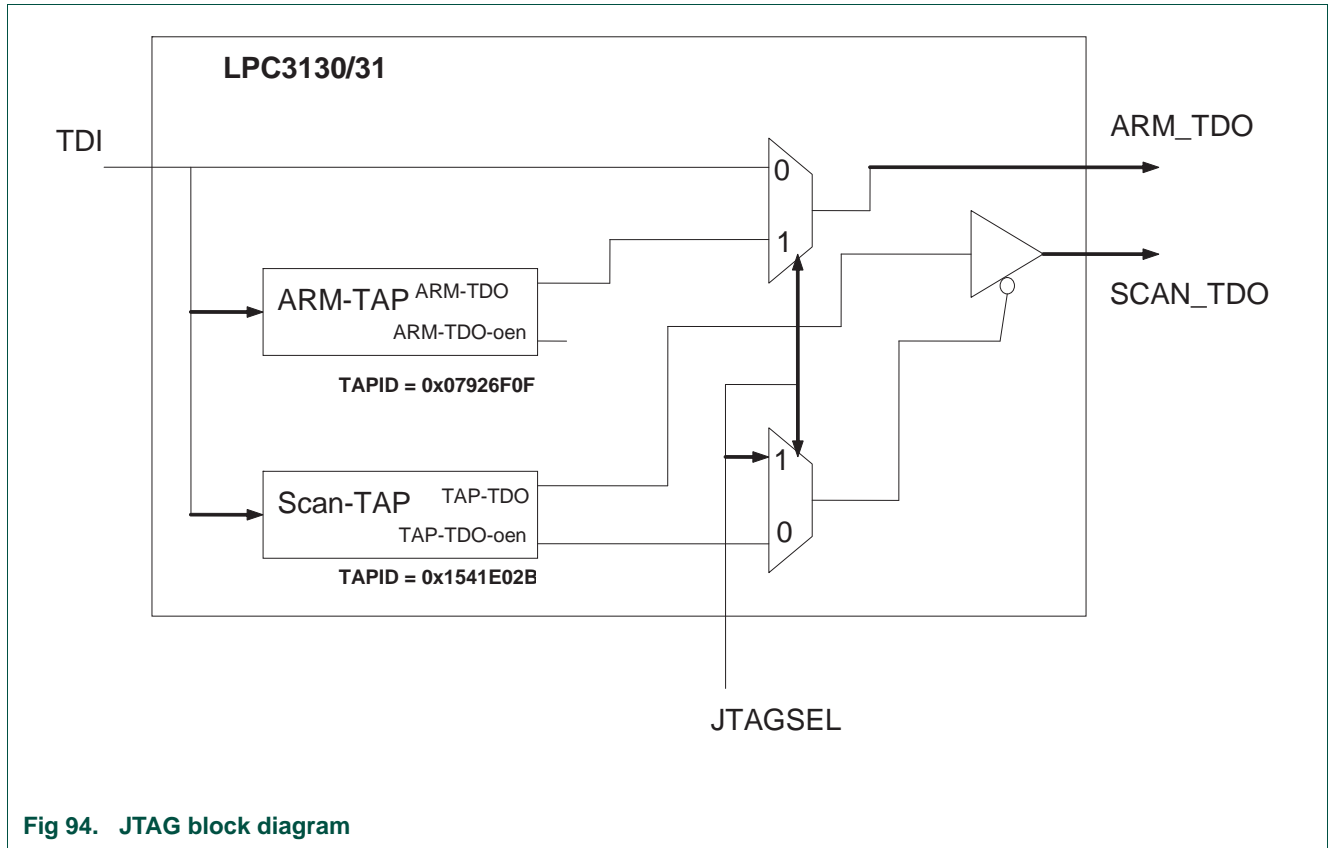 LPC3130/31
TDI
ARM_TDO
0
1
SCAN_TDO
ARM-TAP ARM-TDO
ARM-TDO-oen
TAPID = 0x07926F0F
Scan-TAP TAP-TDO
TAP-TDO-oen
1
0
TAPID = 0x1541E02B
JTAGSEL
Fig 94. JTAG block diagram